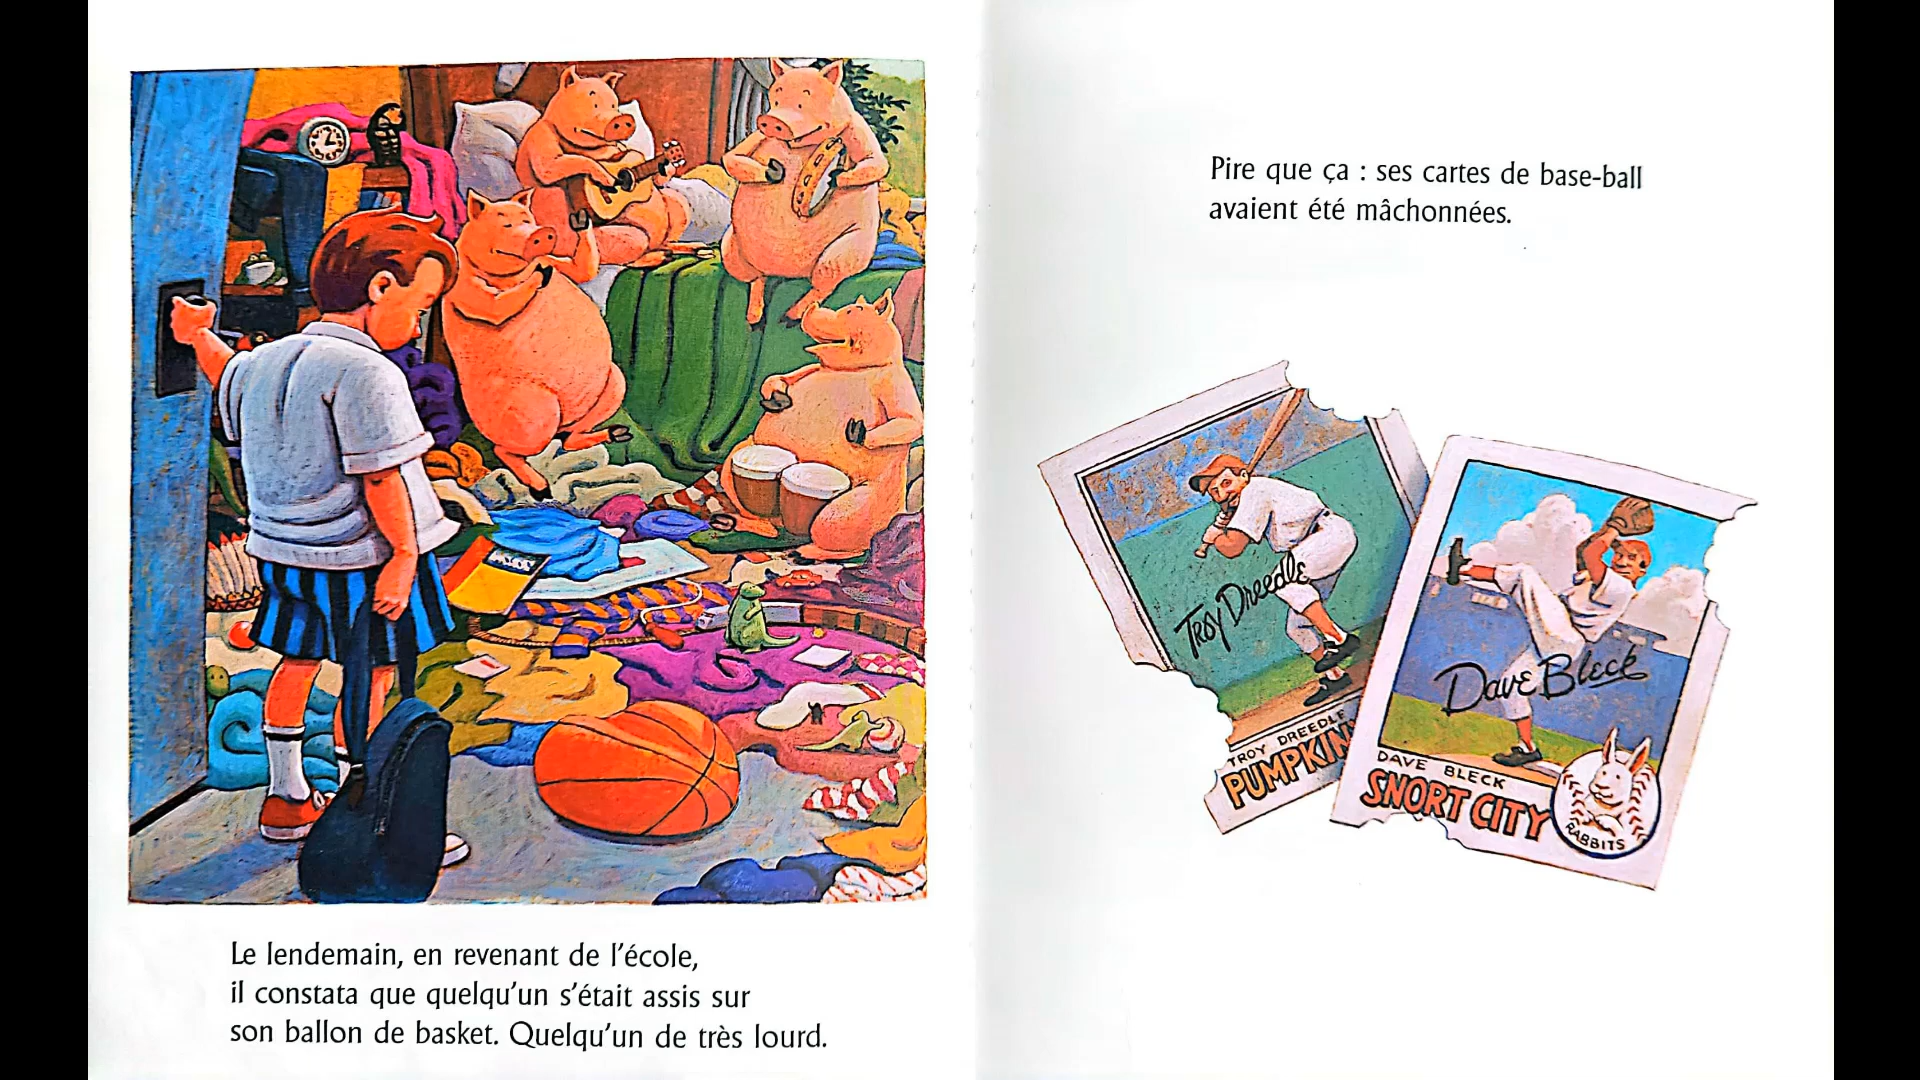 Le lendemain, en revenant de l'école,
il constata que quelqu'un s'était assis sur
son ballon de basket. Quelqu'un de très lourd.
Pire que ça : ses cartes de base-ball
avaient été mâchonnées.
Troy Dreedle
TROY DREEDLE
PUMPKIN
Dave Bleck
DAVE BLECK
SNORT CITY
RABBITS